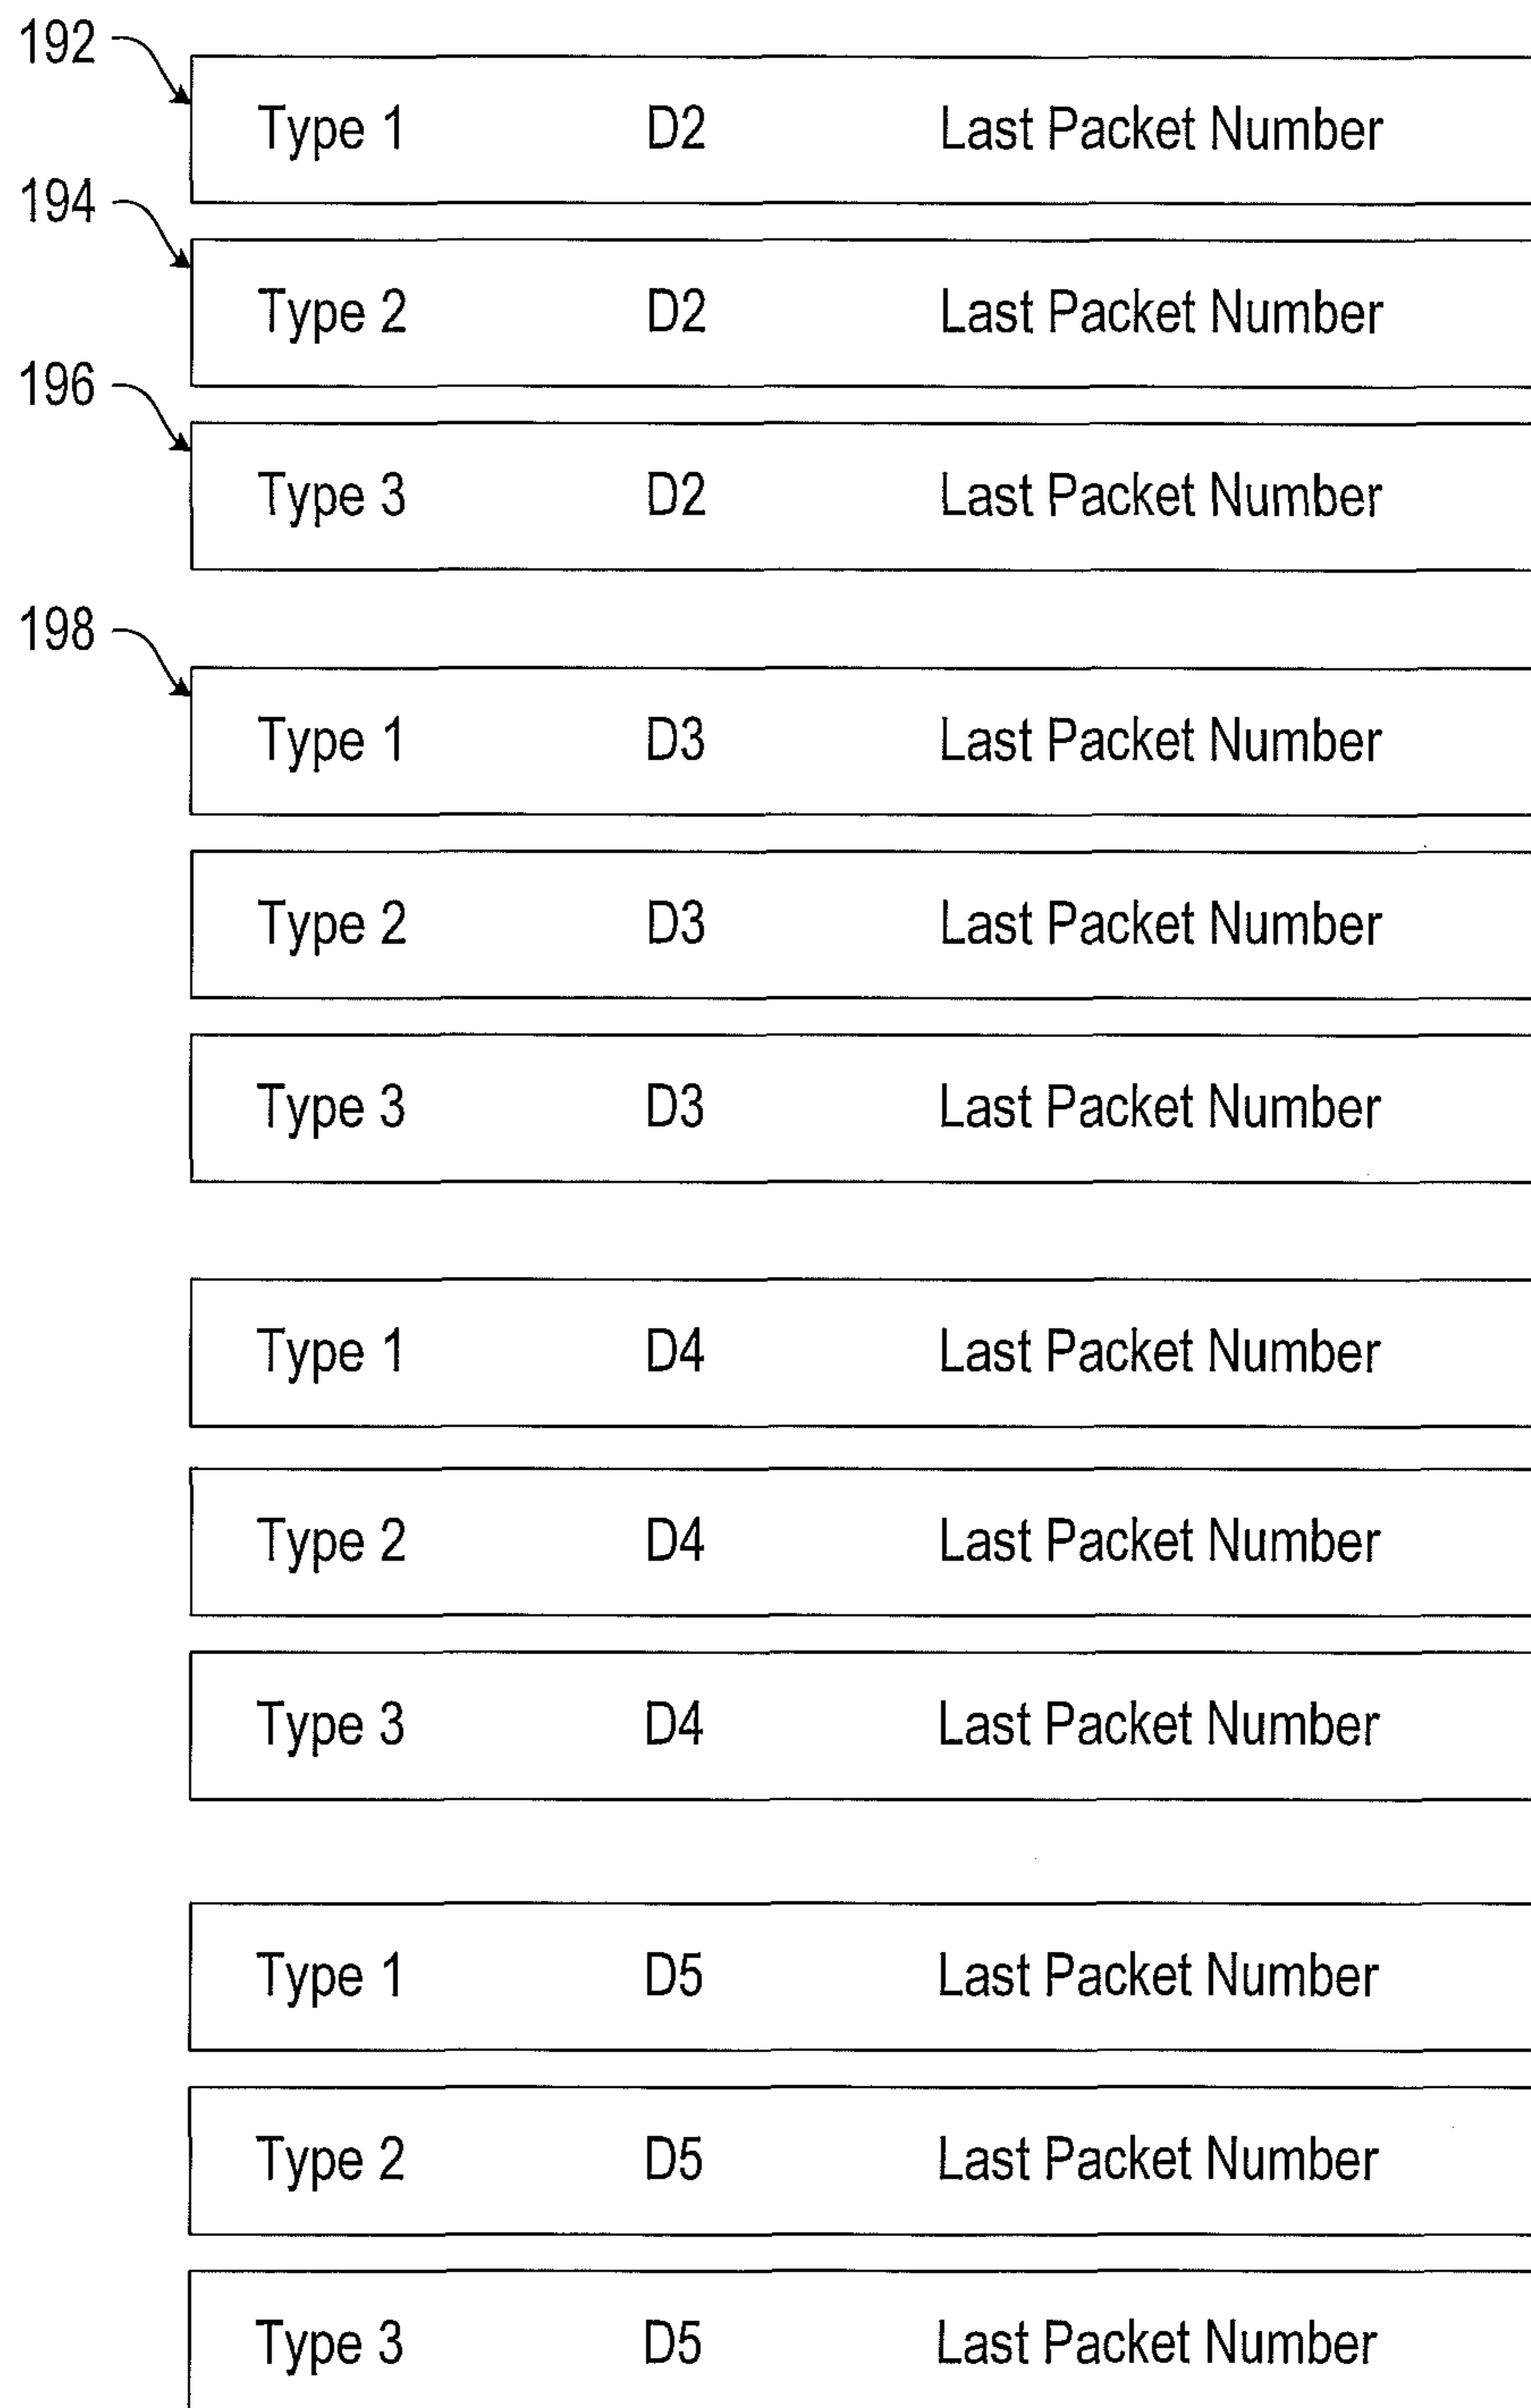 192
Type 1 D2 Last Packet Number
194
Type 2 D2 Last Packet Number
196
Type 3 D2 Last Packet Number
198
Type 1 D3 Last Packet Number
Type 2 D3 Last Packet Number
Type 3 D3 Last Packet Number
Type 1 D4 Last Packet Number
Type 2 D4 Last Packet Number
Type 3 D4 Last Packet Number
Type 1 D5 Last Packet Number
Type 2 D5 Last Packet Number
Type 3 D5 Last Packet Number